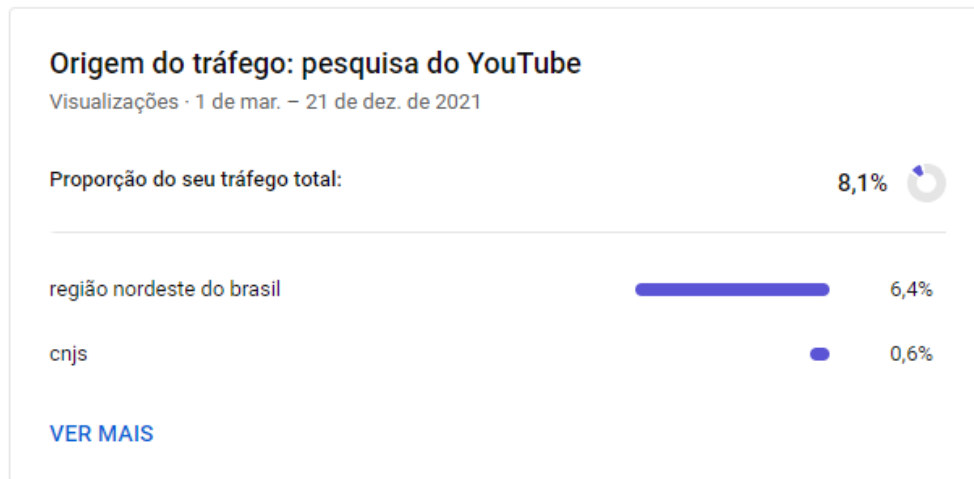 Origem do tráfego: pesquisa do YouTube
Visualizações · 1 de mar. – 21 de dez. de 2021
Proporção do seu tráfego total: 8,1%
região nordeste do brasil 6,4%
cnjs 0,6%
VER MAIS